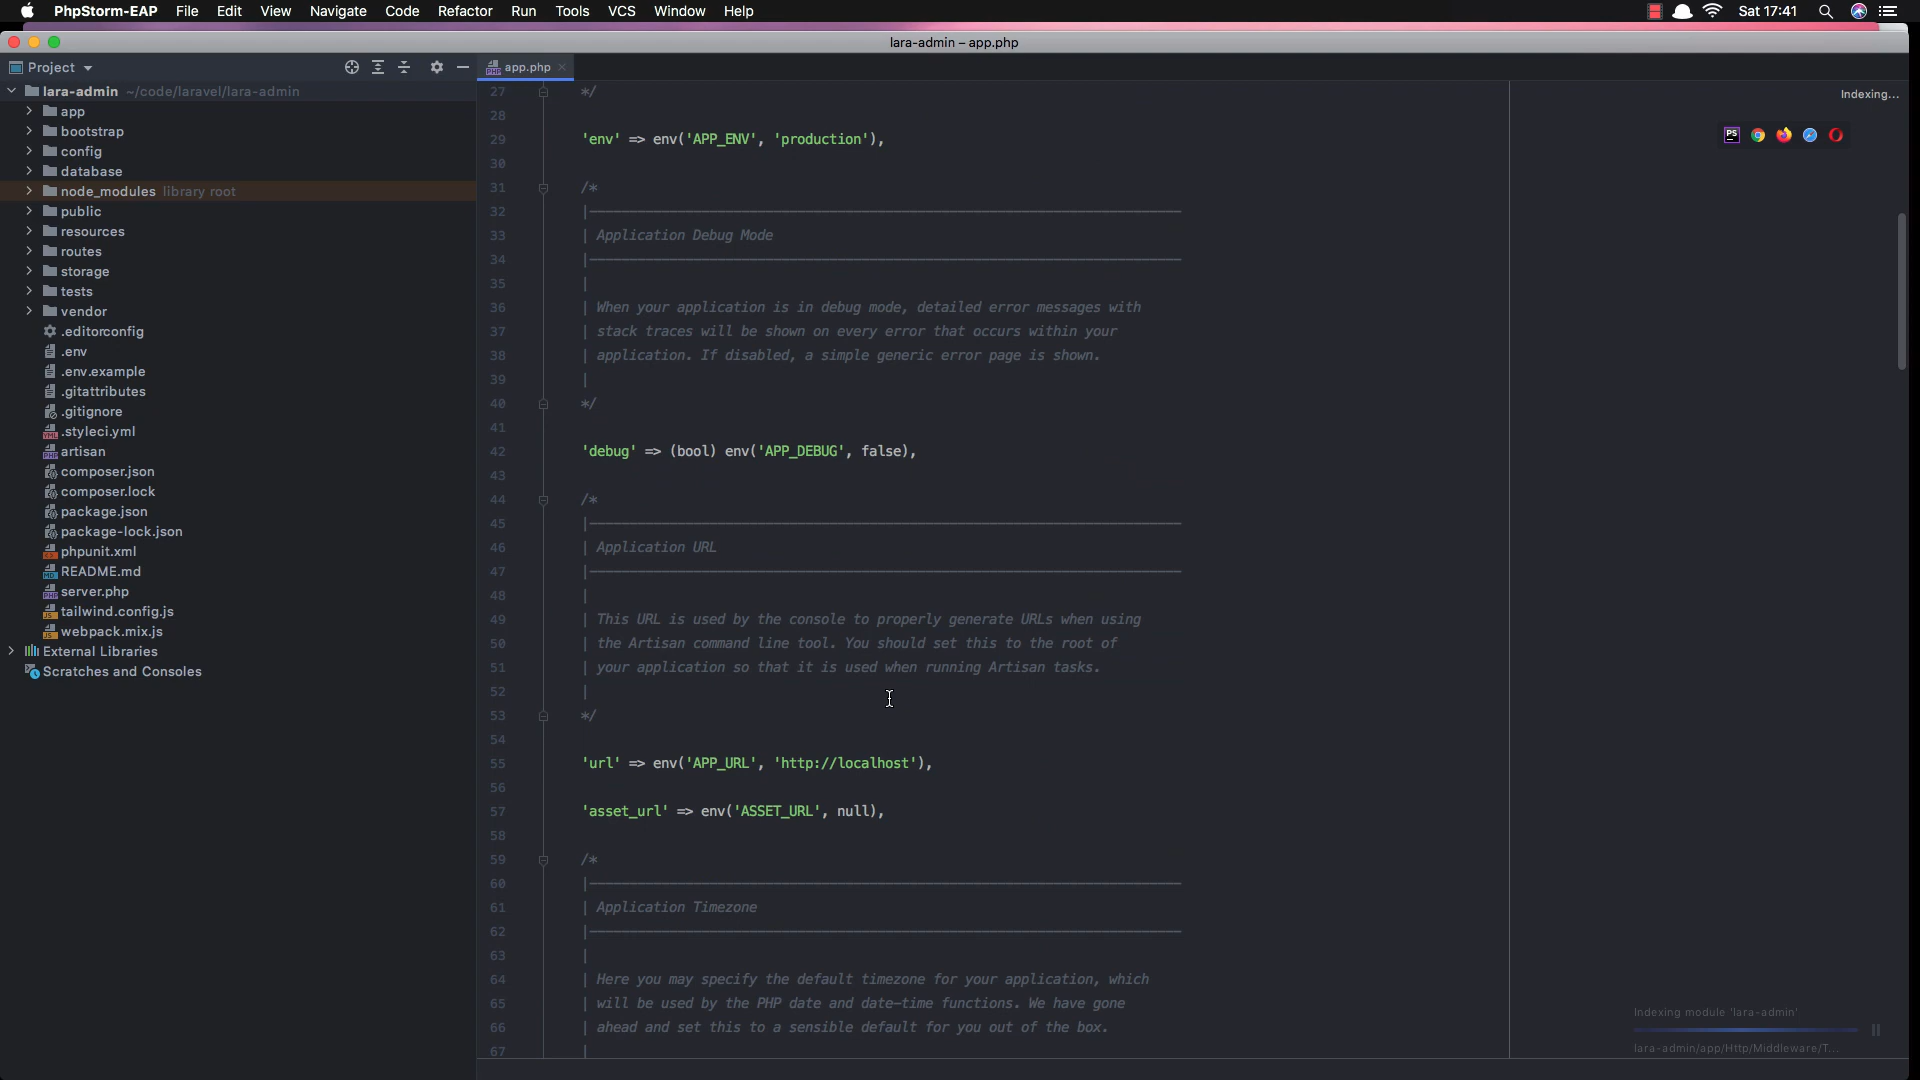 PhpStorm-EAP File Edit View Navigate Code Refactor Run Tools VCS Window Help Sat 17:41
lara-admin – app.php
Project
app.php
lara-admin ~/code/laravel/lara-admin
app
bootstrap
config
database
node_modules library root
public
resources
routes
storage
tests
vendor
.editorconfig
.env
.env.example
.gitattributes
.gitignore
.styleci.yml
artisan
composer.json
composer.lock
package.json
package-lock.json
phpunit.xml
README.md
server.php
tailwind.config.js
webpack.mix.js
External Libraries
Scratches and Consoles
27 */
28
29 'env' => env('APP_ENV', 'production'),
30
31 /*
32 |--------------------------------------------------------------------------
33 | Application Debug Mode
34 |--------------------------------------------------------------------------
35 |
36 | When your application is in debug mode, detailed error messages with
37 | stack traces will be shown on every error that occurs within your
38 | application. If disabled, a simple generic error page is shown.
39 |
40 */
41
42 'debug' => (bool) env('APP_DEBUG', false),
43
44 /*
45 |--------------------------------------------------------------------------
46 | Application URL
47 |--------------------------------------------------------------------------
48 |
49 | This URL is used by the console to properly generate URLs when using
50 | the Artisan command line tool. You should set this to the root of
51 | your application so that it is used when running Artisan tasks.
52 |
53 */
54
55 'url' => env('APP_URL', 'http://localhost'),
56
57 'asset_url' => env('ASSET_URL', null),
58
59 /*
60 |--------------------------------------------------------------------------
61 | Application Timezone
62 |--------------------------------------------------------------------------
63 |
64 | Here you may specify the default timezone for your application, which
65 | will be used by the PHP date and date-time functions. We have gone
66 | ahead and set this to a sensible default for you out of the box.
67 |
Indexing...
PS
Indexing module 'lara-admin'
lara-admin/app/Http/Middleware/T...